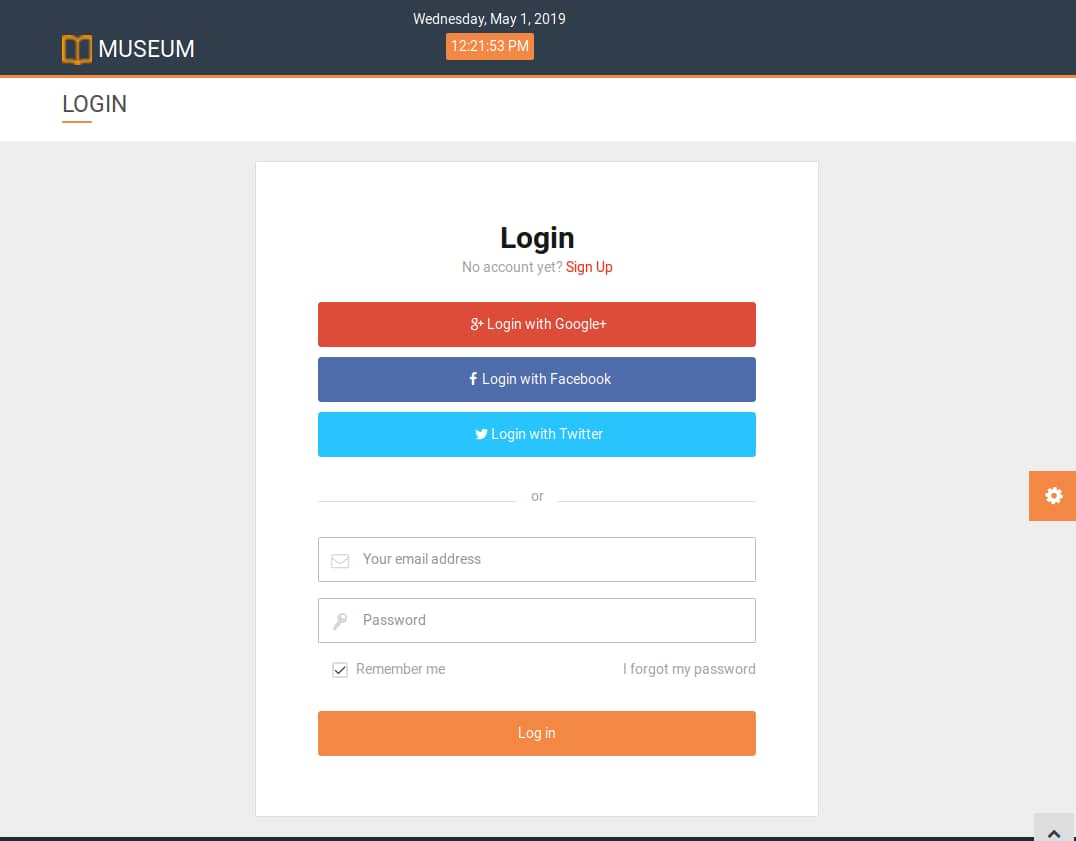 Wednesday, May 1, 2019
MUSEUM
12:21:53 PM
LOGIN
Login
No account yet? Sign Up
Login with Google+
Login with Facebook
Login with Twitter
or
Your email address
Password
Remember me
I forgot my password
Log in